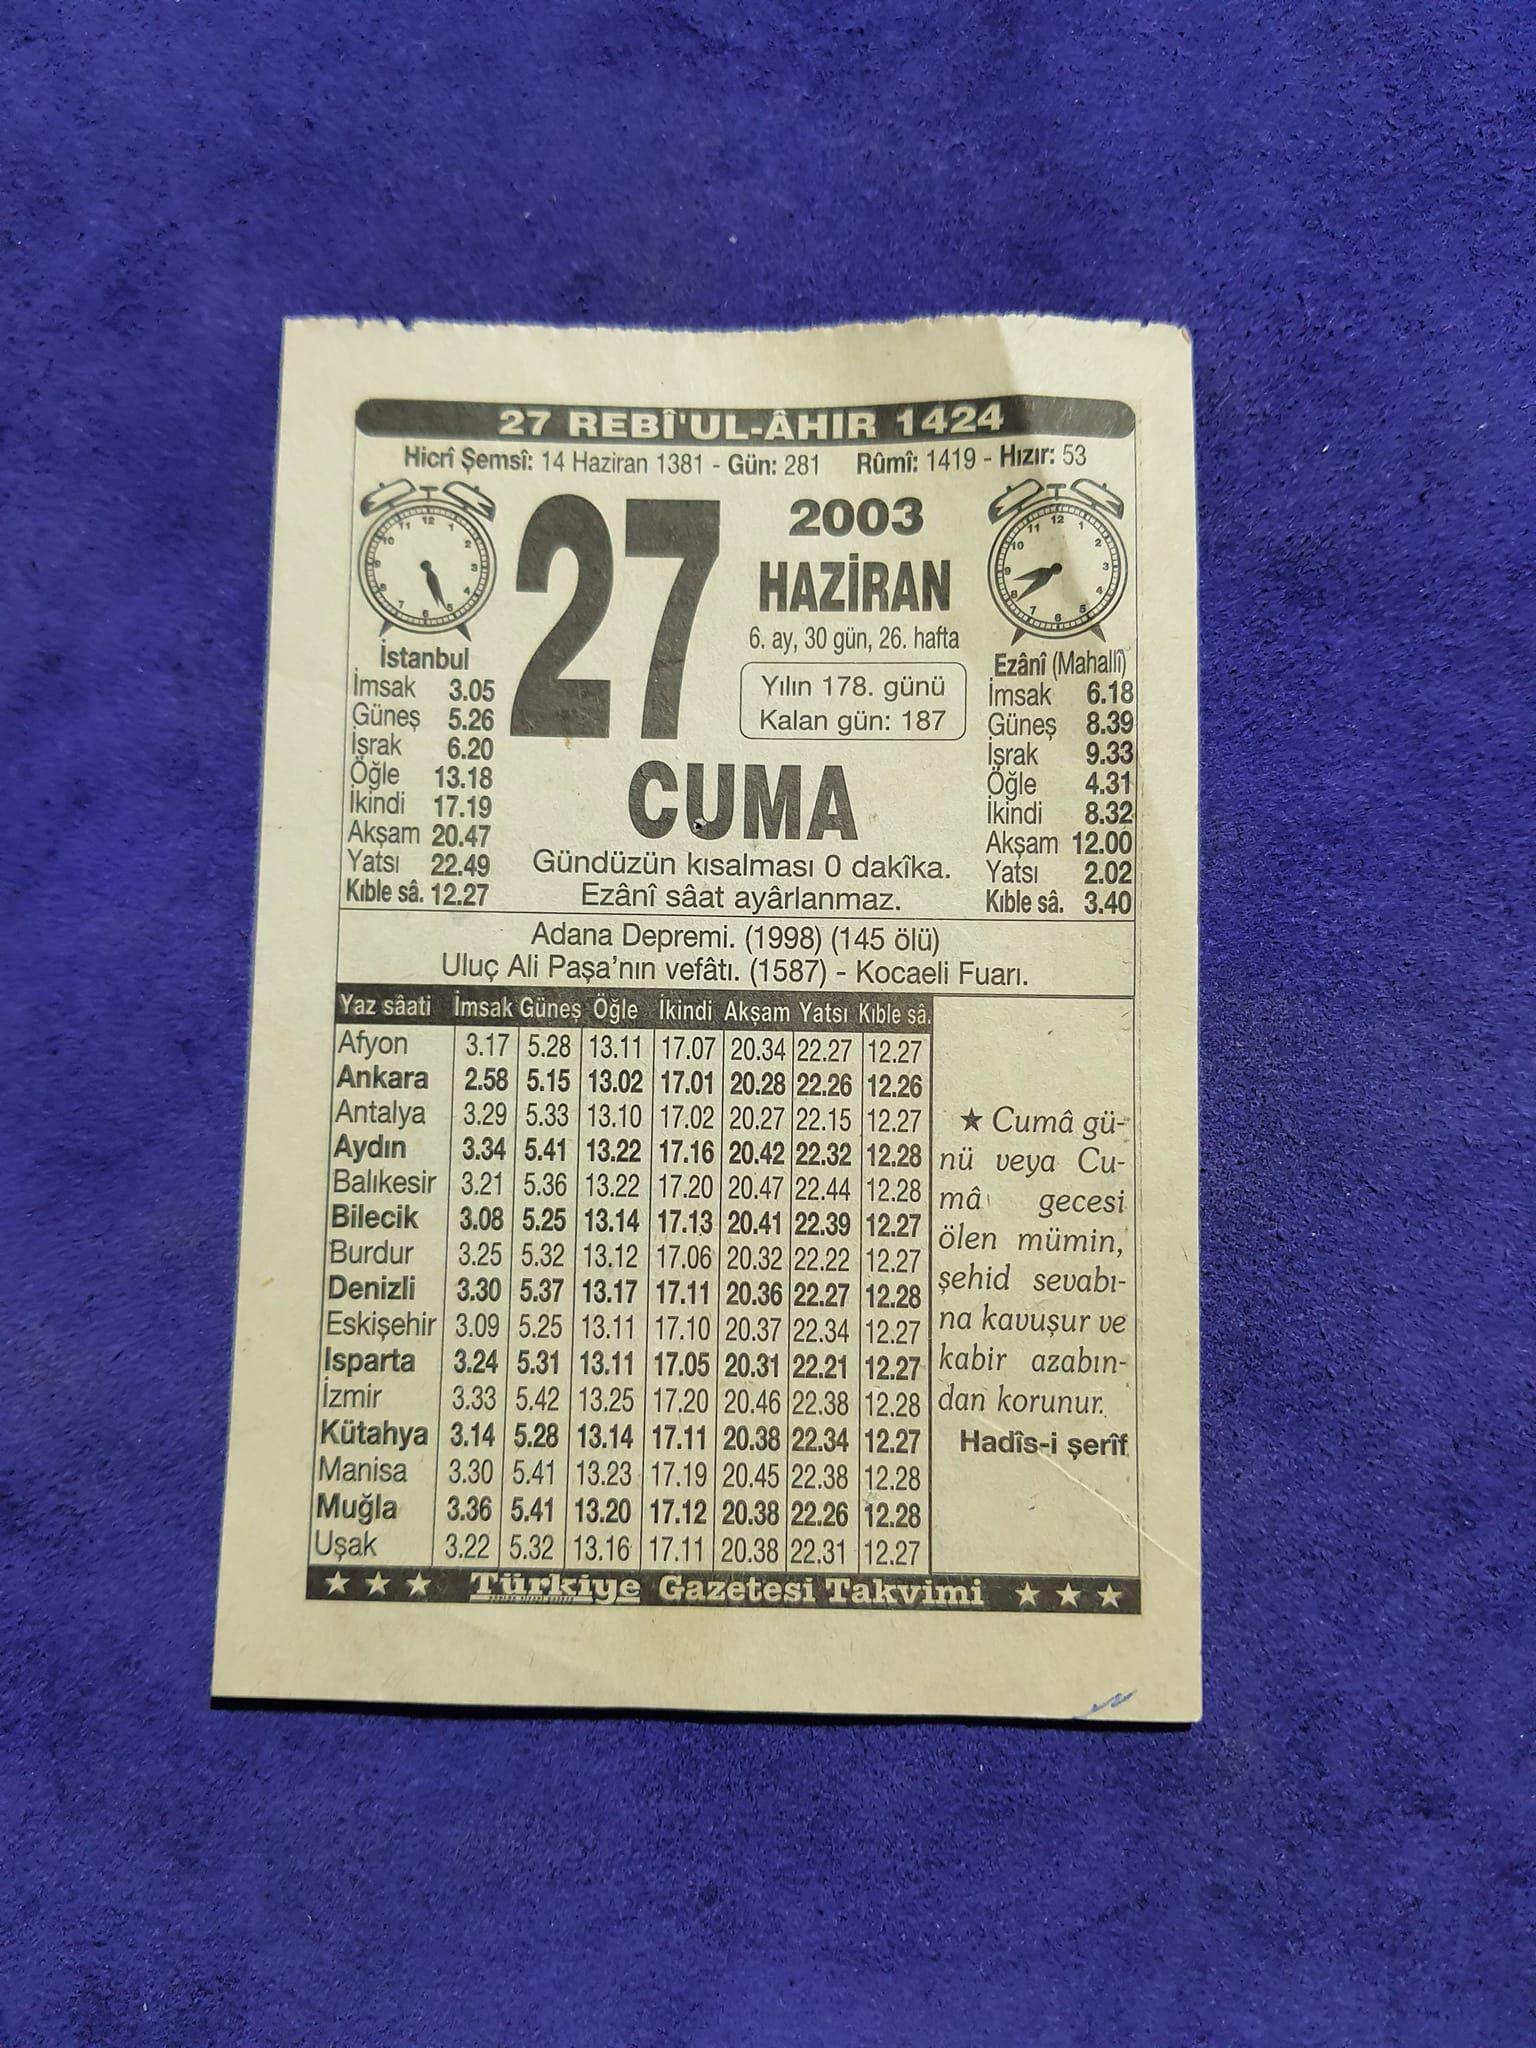 27 REBÎ'UL-ÂHIR 1424
Hicrî Şemsî: 14 Haziran 1381 - Gün: 281 Rûmî: 1419 - Hızır: 53
27
2003
HAZİRAN
6. ay, 30 gün, 26. hafta
Yılın 178. günü
Kalan gün: 187
CUMA
Gündüzün kısalması 0 dakîka.
Ezânî sâat ayârlanmaz.
İstanbul
İmsak 3.05
Güneş 5.26
İşrak 6.20
Öğle 13.18
İkindi 17.19
Akşam 20.47
Yatsı 22.49
Kıble sâ. 12.27
Ezânî (Mahallî)
İmsak 6.18
Güneş 8.39
İşrak 9.33
Öğle 4.31
İkindi 8.32
Akşam 12.00
Yatsı 2.02
Kıble sâ. 3.40
Adana Depremi. (1998) (145 ölü)
Uluç Ali Paşa'nın vefâtı. (1587) - Kocaeli Fuarı.
Yaz sâati İmsak Güneş Öğle İkindi Akşam Yatsı Kıble sâ.
Afyon 3.17 5.28 13.11 17.07 20.34 22.27 12.27
Ankara 2.58 5.15 13.02 17.01 20.28 22.26 12.26
Antalya 3.29 5.33 13.10 17.02 20.27 22.15 12.27
Aydın 3.34 5.41 13.22 17.16 20.42 22.32 12.28
Balıkesir 3.21 5.36 13.22 17.20 20.47 22.44 12.28
Bilecik 3.08 5.25 13.14 17.13 20.41 22.39 12.27
Burdur 3.25 5.32 13.12 17.06 20.32 22.22 12.27
Denizli 3.30 5.37 13.17 17.11 20.36 22.27 12.28
Eskişehir 3.09 5.25 13.11 17.10 20.37 22.34 12.27
Isparta 3.24 5.31 13.11 17.05 20.31 22.21 12.27
İzmir 3.33 5.42 13.25 17.20 20.46 22.38 12.28
Kütahya 3.14 5.28 13.14 17.11 20.38 22.34 12.27
Manisa 3.30 5.41 13.23 17.19 20.45 22.38 12.28
Muğla 3.36 5.41 13.20 17.12 20.38 22.26 12.28
Uşak 3.22 5.32 13.16 17.11 20.38 22.31 12.27
★ Cumâ gü-
nü veya Cu-
mâ gecesi
ölen mümin,
şehid sevabı-
na kavuşur ve
kabir azabın-
dan korunur.
Hadîs-i şerîf
★ ★ ★ Türkiye Gazetesi Takvimi ★ ★ ★